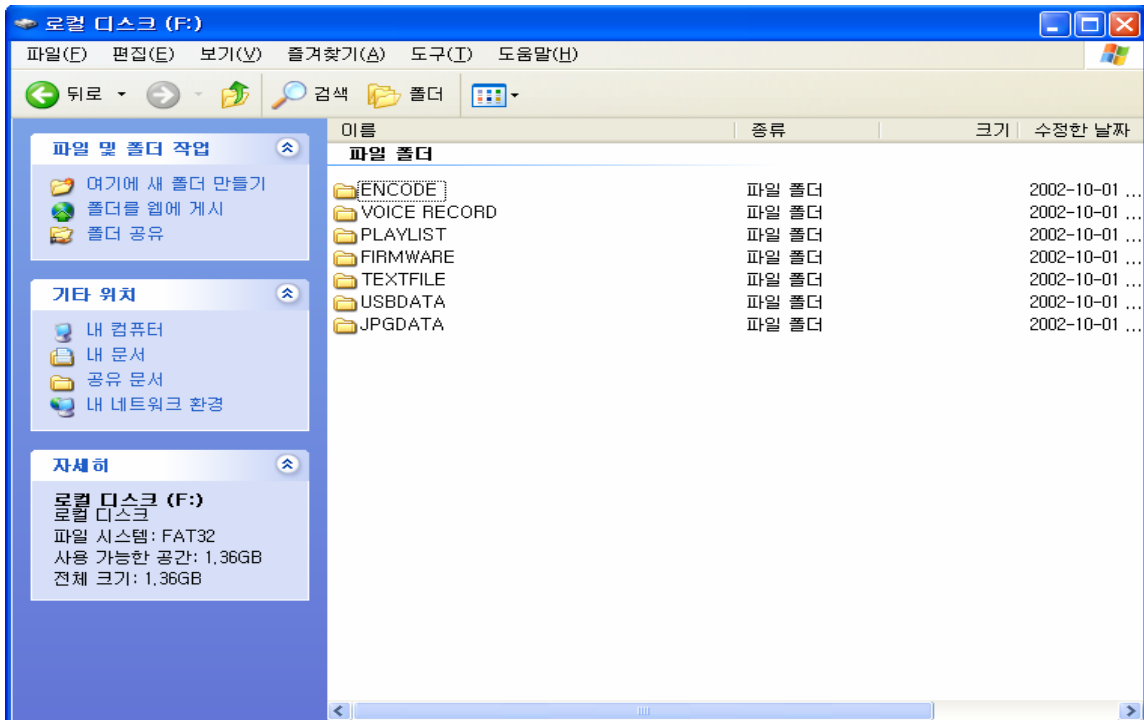 로컬 디스크 (F:)
파일(F) 편집(E) 보기(V) 즐겨찾기(A) 도구(T) 도움말(H)
뒤로 검색 폴더
파일 및 폴더 작업
여기에 새 폴더 만들기
폴더를 웹에 게시
폴더 공유
기타 위치
내 컴퓨터
내 문서
공유 문서
내 네트워크 환경
자세히
로컬 디스크 (F:)
로컬 디스크
파일 시스템: FAT32
사용 가능한 공간: 1,36GB
전체 크기: 1,36GB
이름 종류 크기 수정한 날짜
파일 폴더
ENCODE 파일 폴더 2002-10-01 ...
VOICE RECORD 파일 폴더 2002-10-01 ...
PLAYLIST 파일 폴더 2002-10-01 ...
FIRMWARE 파일 폴더 2002-10-01 ...
TEXTFILE 파일 폴더 2002-10-01 ...
USBDATA 파일 폴더 2002-10-01 ...
JPGDATA 파일 폴더 2002-10-01 ...